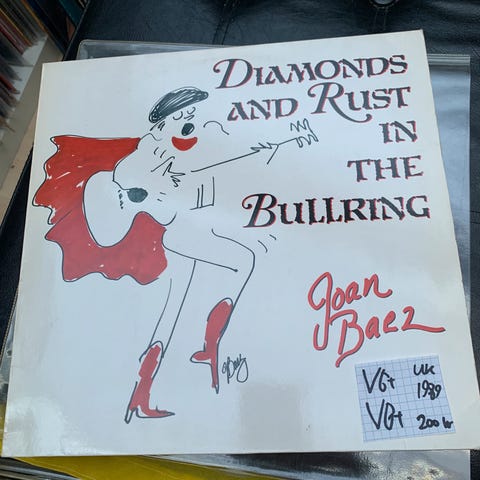 DIAMONDS
AND RUST
IN
THE
BULLRING
Joan
Baez
VG+ UK
1989
VG+ 200 kr